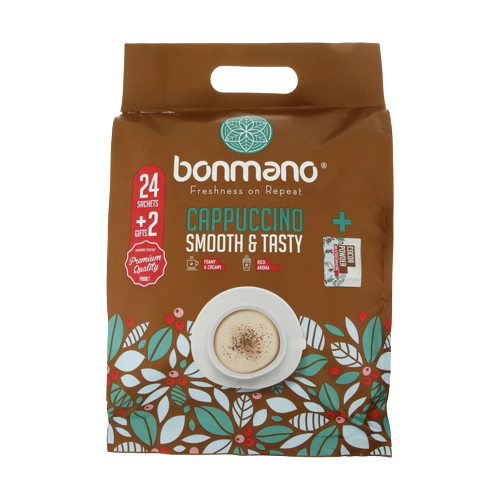 bonmano®
Freshness on Repeat
24
SACHETS
+2
GIFTS
CAPPUCCINO
SMOOTH & TASTY
+
FOAMY
& CREAMY
RICH
AROMA
COCOA
POWDER
Premium
Quality
PRODUCT